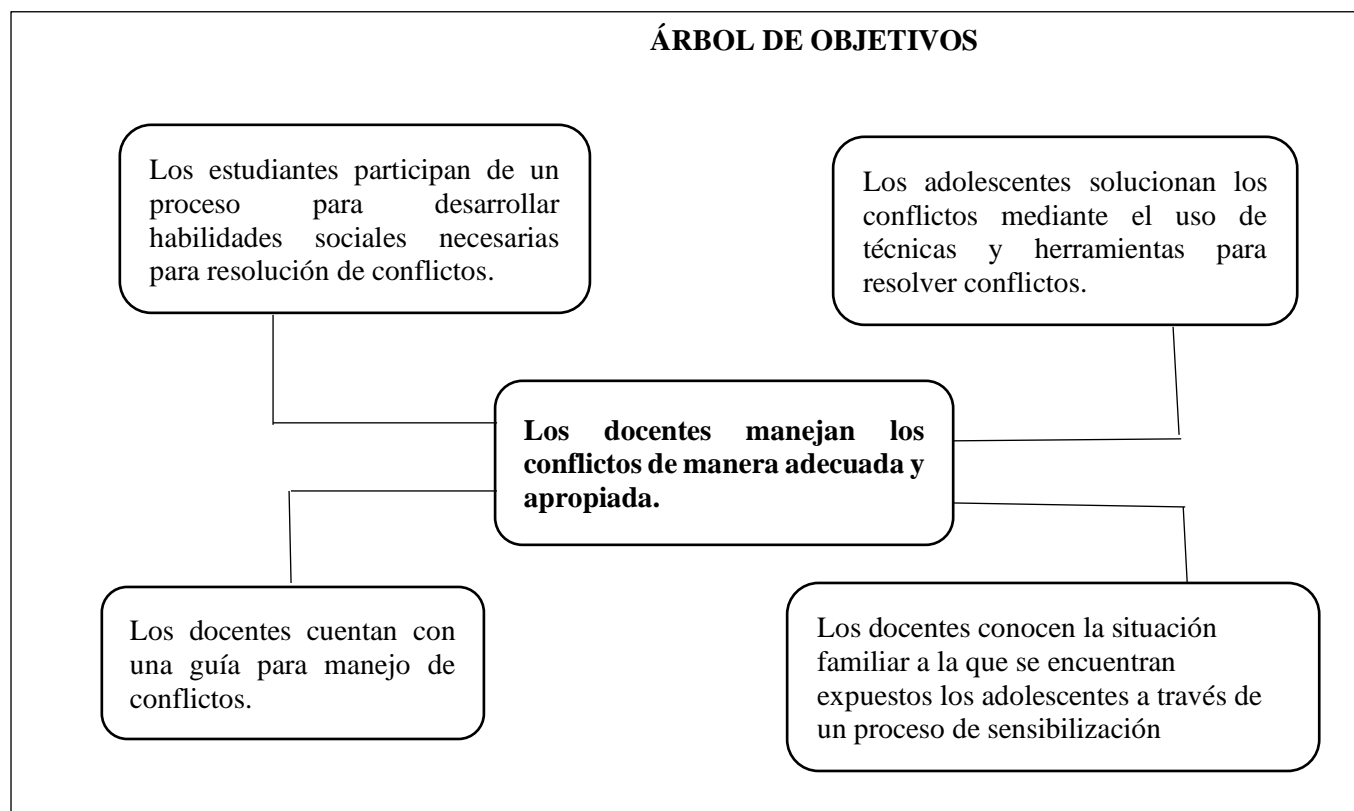 ÁRBOL DE OBJETIVOS
Los estudiantes participan de un
proceso para desarrollar
habilidades sociales necesarias
para resolución de conflictos.
Los adolescentes solucionan los
conflictos mediante el uso de
técnicas y herramientas para
resolver conflictos.
Los docentes manejan los
conflictos de manera adecuada y
apropiada.
Los docentes cuentan con
una guía para manejo de
conflictos.
Los docentes conocen la situación
familiar a la que se encuentran
expuestos los adolescentes a través de
un proceso de sensibilización